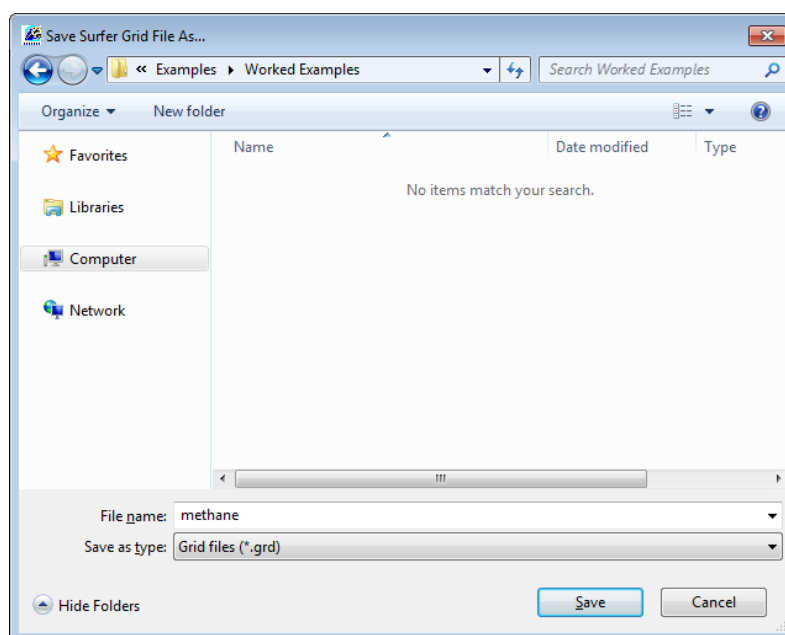 Save Surfer Grid File As...
« Examples ▸ Worked Examples Search Worked Examples
Organize New folder
Favorites
Libraries
Computer
Network
Name Date modified Type
No items match your search.
File name: methane
Save as type: Grid files (*.grd)
Hide Folders Save Cancel